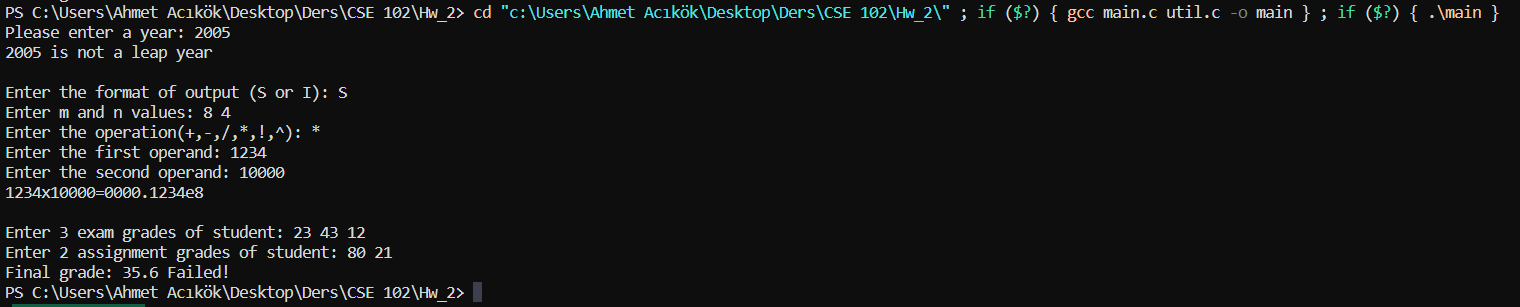 PS C:\Users\Ahmet Acıkök\Desktop\Ders\CSE 102\Hw_2> cd "c:\Users\Ahmet Acıkök\Desktop\Ders\CSE 102\Hw_2\" ; if ($?) { gcc main.c util.c -o main } ; if ($?) { .\main }
Please enter a year: 2005
2005 is not a leap year
Enter the format of output (S or I): S
Enter m and n values: 8 4
Enter the operation(+,-,/,*,!,^): *
Enter the first operand: 1234
Enter the second operand: 10000
1234x10000=0000.1234e8
Enter 3 exam grades of student: 23 43 12
Enter 2 assignment grades of student: 80 21
Final grade: 35.6 Failed!
PS C:\Users\Ahmet Acıkök\Desktop\Ders\CSE 102\Hw_2>